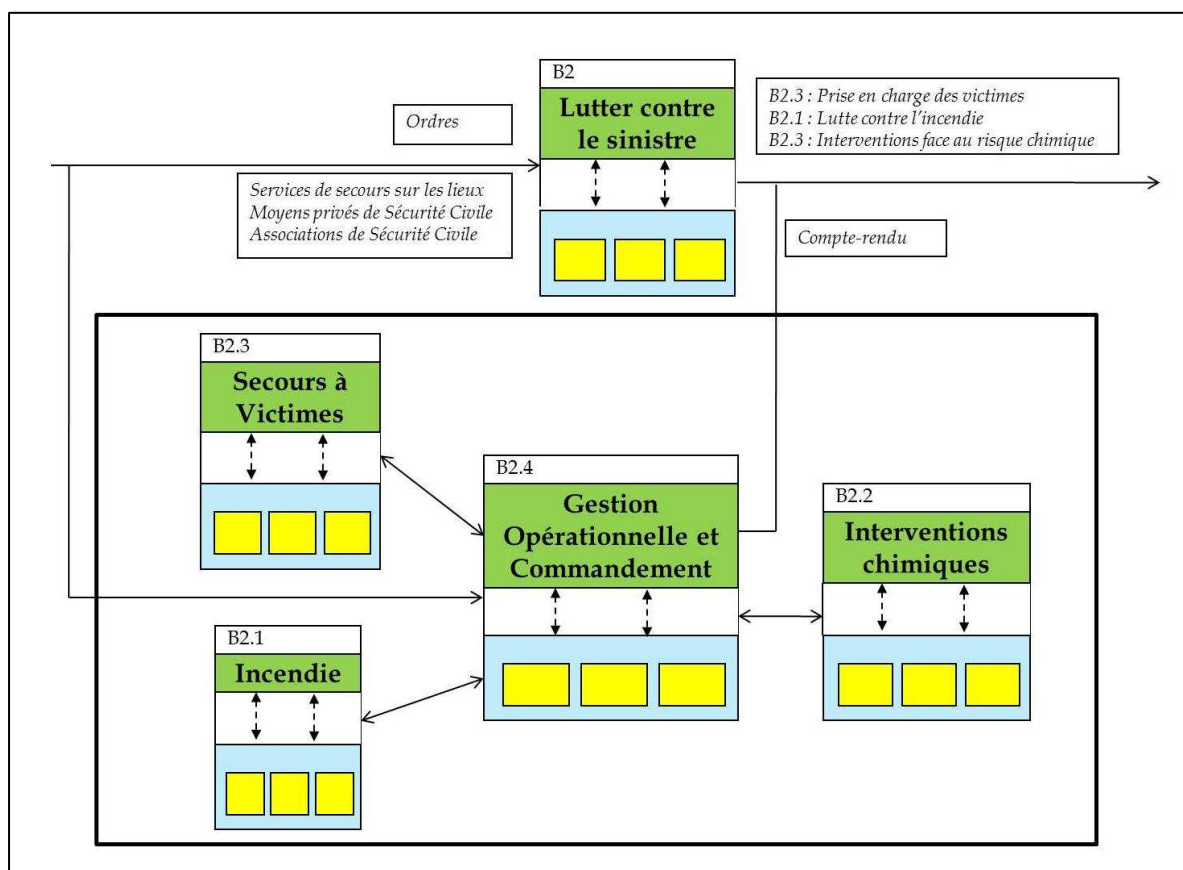 B2
Lutter contre
le sinistre
Ordres
B2.3 : Prise en charge des victimes
B2.1 : Lutte contre l'incendie
B2.3 : Interventions face au risque chimique
Services de secours sur les lieux
Moyens privés de Sécurité Civile
Associations de Sécurité Civile
Compte-rendu
B2.3
Secours à
Victimes
B2.4
Gestion
Opérationnelle et
Commandement
B2.2
Interventions
chimiques
B2.1
Incendie